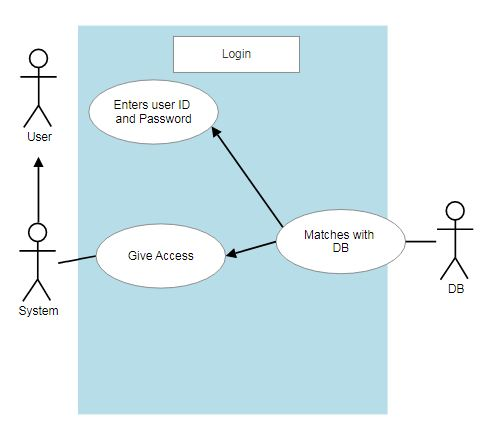 Login
Enters user ID
and Password
User
Matches with
DB
Give Access
DB
System